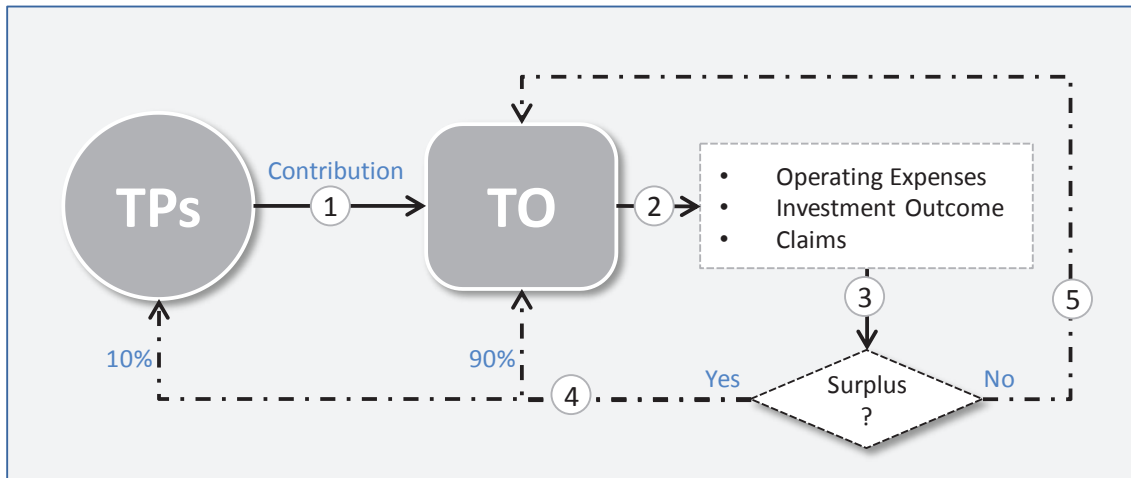 TPs
Contribution
1
TO
2
• Operating Expenses
• Investment Outcome
• Claims
3
5
10%
90%
4
Yes
Surplus
?
No